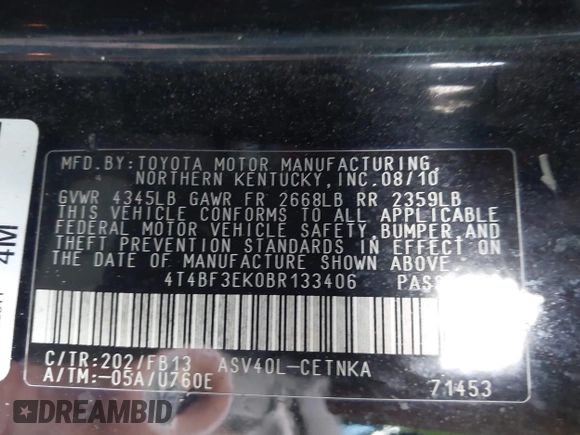 MFD.BY:TOYOTA MOTOR MANUFACTURING,
NORTHERN KENTUCKY,INC.08/10
GVWR 4345LB GAWR FR 2668LB RR 2359LB
THIS VEHICLE CONFORMS TO ALL APPLICABLE
FEDERAL MOTOR VEHICLE SAFETY,BUMPER,AND
THEFT PREVENTION STANDARDS IN EFFECT ON
THE DATE OF MANUFACTURE SHOWN ABOVE.
4T4BF3EK0BR133406 PASS
C/TR:202/FB13 ASV40L-CETNKA
A/TM:-05A/U760E 71453
4M
DREAMBID